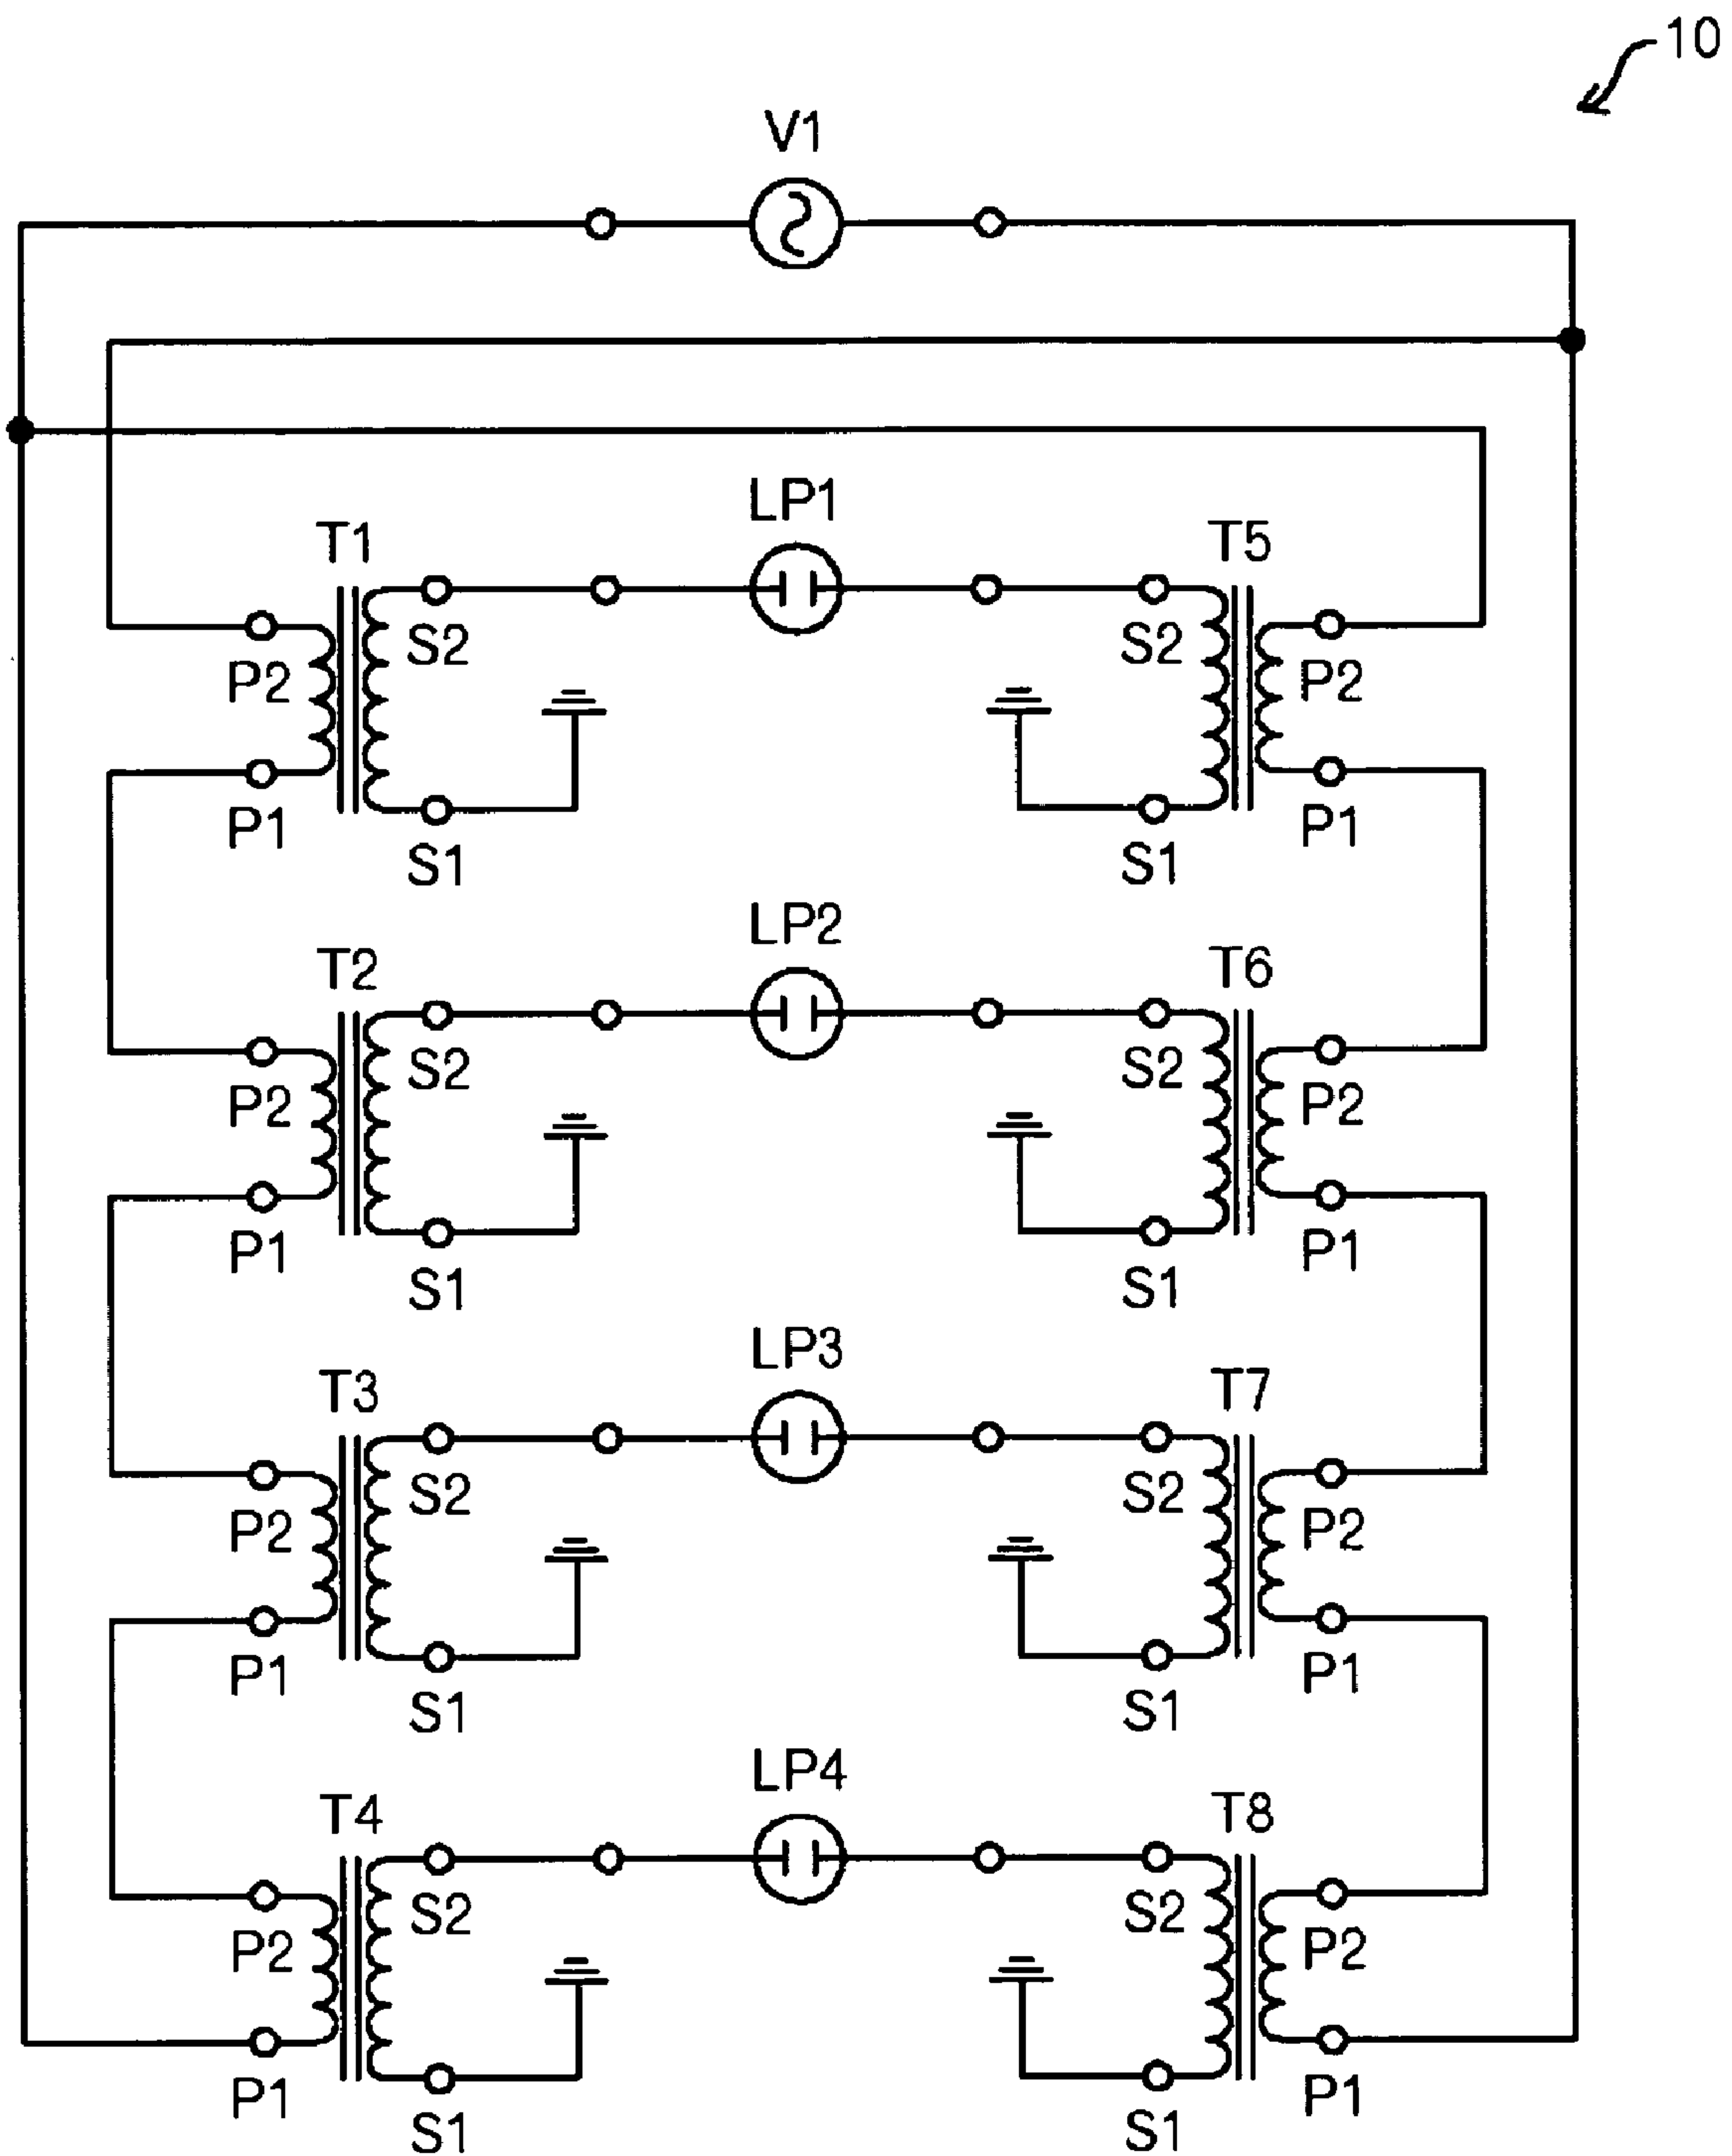 10
V1
LP1
T1 T5
S2 S2
P2 P2
P1 P1
S1 S1
LP2
T2 T6
S2 S2
P2 P2
P1 P1
S1 S1
LP3
T3 T7
S2 S2
P2 P2
P1 P1
S1 S1
LP4
T4 T8
S2 S2
P2 P2
P1 P1
S1 S1